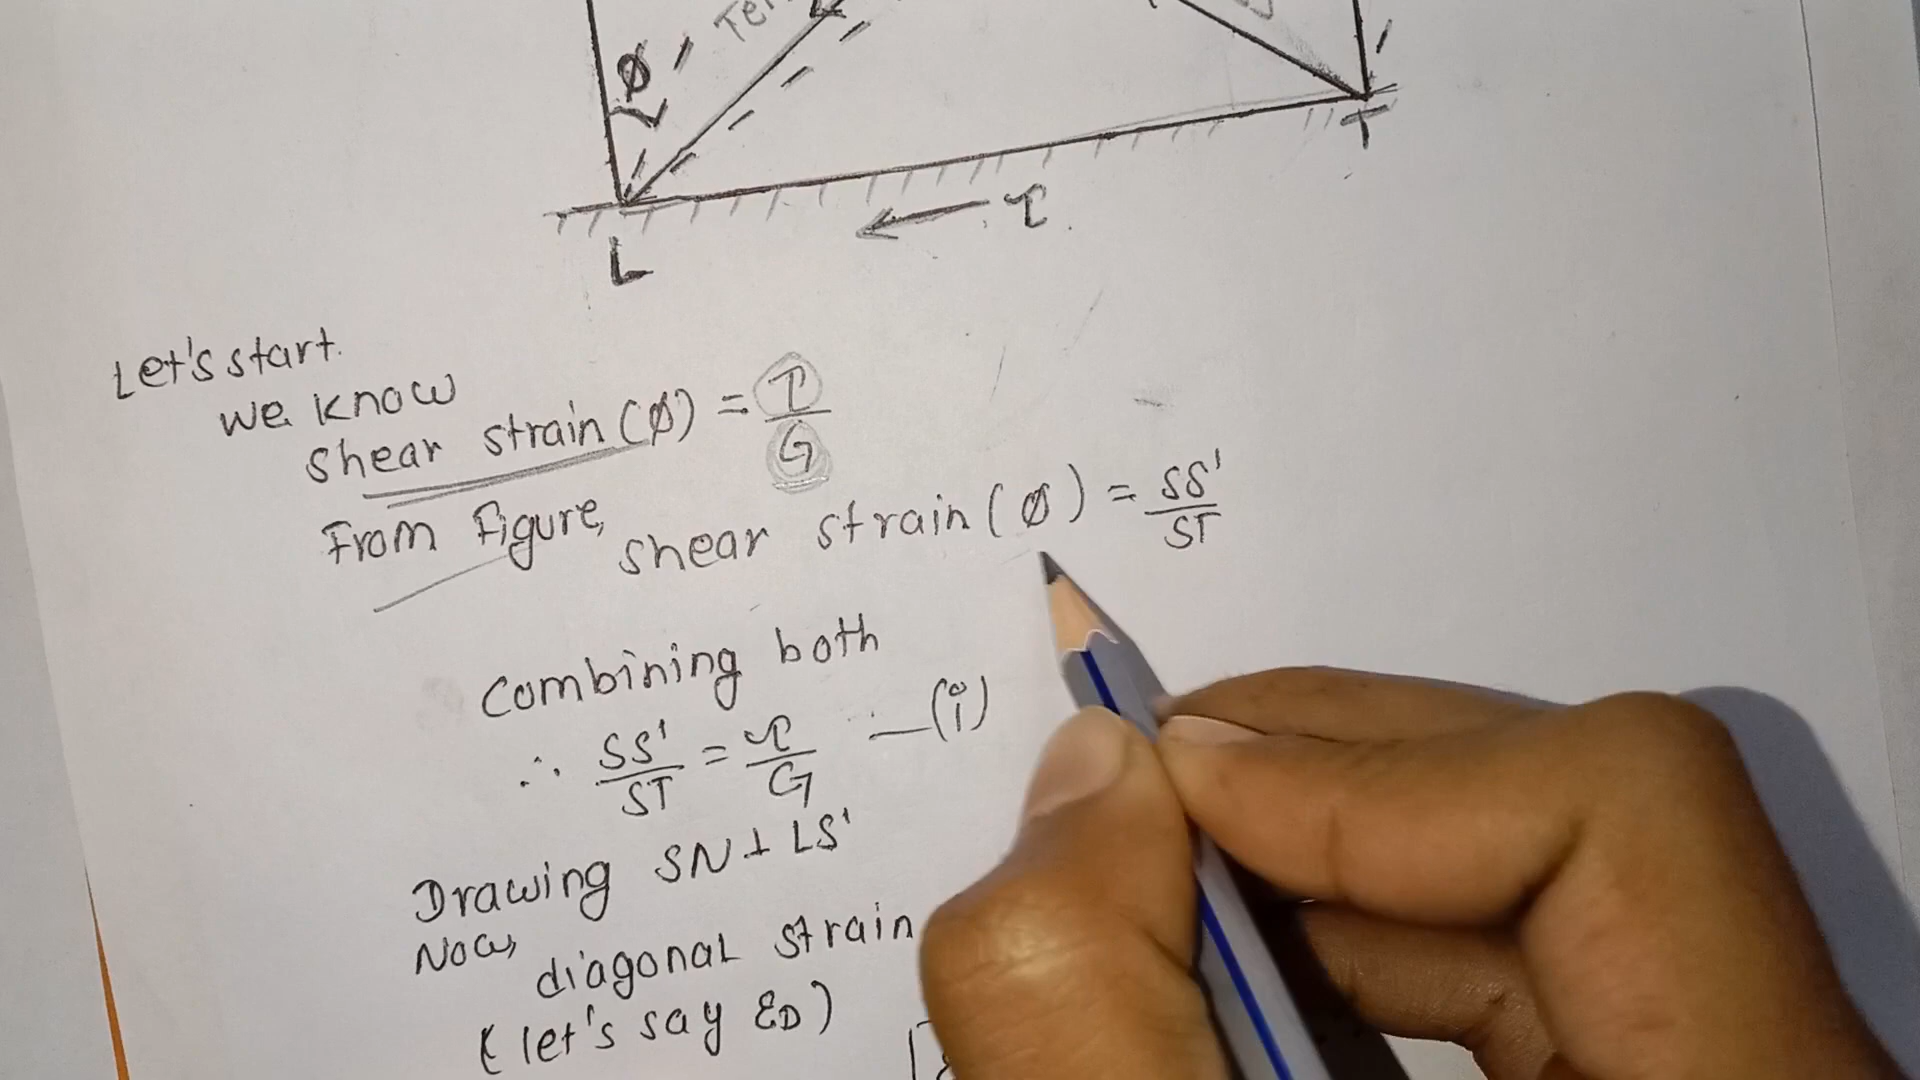 Ø
T
τ
L
Let's start.
we know
shear strain (Ø) = τ/G
From Figure,
shear strain (Ø) = SS'/ST
Combining both
∴ SS'/ST = τ/G —(i)
Drawing SN ⊥ LS'
Now,
diagonal strain
(let's say ƐD)